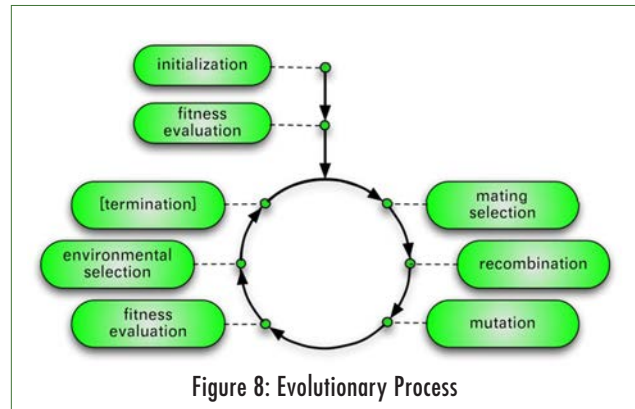 initialization
fitness
evaluation
[termination]
mating
selection
environmental
selection
recombination
fitness
evaluation
mutation
Figure 8: Evolutionary Process